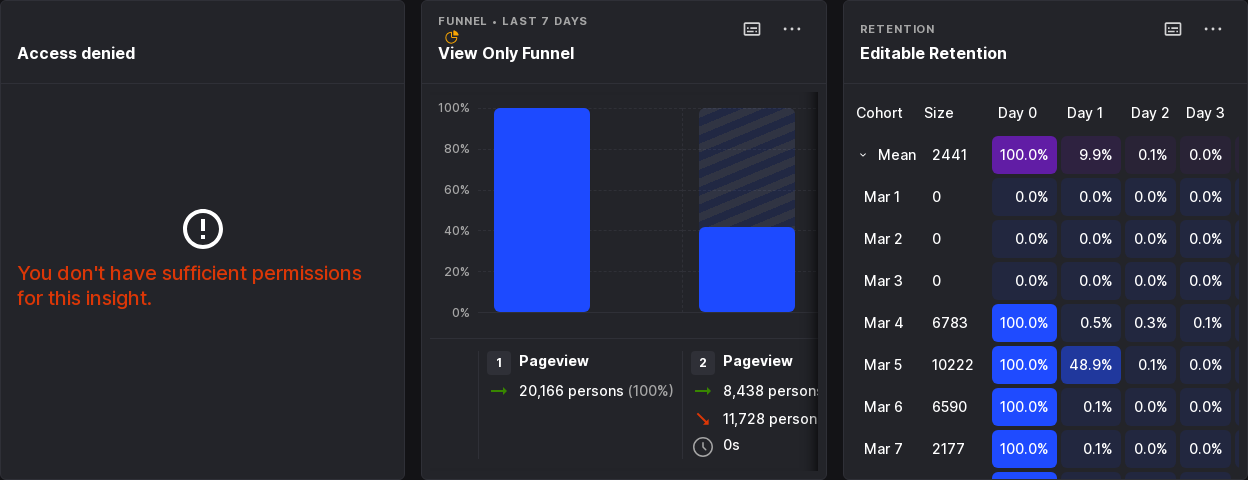 Access denied
You don't have sufficient permissions
for this insight.
FUNNEL • LAST 7 DAYS
View Only Funnel
100%
80%
60%
40%
20%
0%
1 Pageview
20,166 persons (100%)
2 Pageview
8,438 persons
11,728 person
0s
RETENTION
Editable Retention
Cohort Size Day 0 Day 1 Day 2 Day 3
Mean 2441 100.0% 9.9% 0.1% 0.0%
Mar 1 0 0.0% 0.0% 0.0% 0.0%
Mar 2 0 0.0% 0.0% 0.0% 0.0%
Mar 3 0 0.0% 0.0% 0.0% 0.0%
Mar 4 6783 100.0% 0.5% 0.3% 0.1%
Mar 5 10222 100.0% 48.9% 0.1% 0.0%
Mar 6 6590 100.0% 0.1% 0.0% 0.0%
Mar 7 2177 100.0% 0.1% 0.0% 0.0%